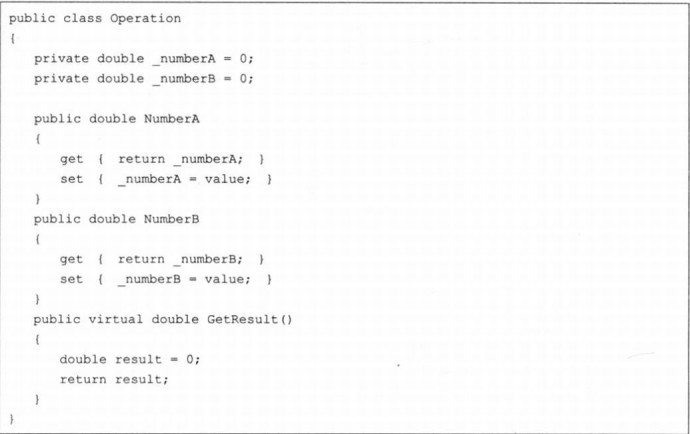 public class Operation
{
private double _numberA = 0;
private double _numberB = 0;
public double NumberA
{
get { return _numberA; }
set { _numberA = value; }
}
public double NumberB
{
get { return _numberB; }
set { _numberB = value; }
}
public virtual double GetResult()
{
double result = 0;
return result;
}
}